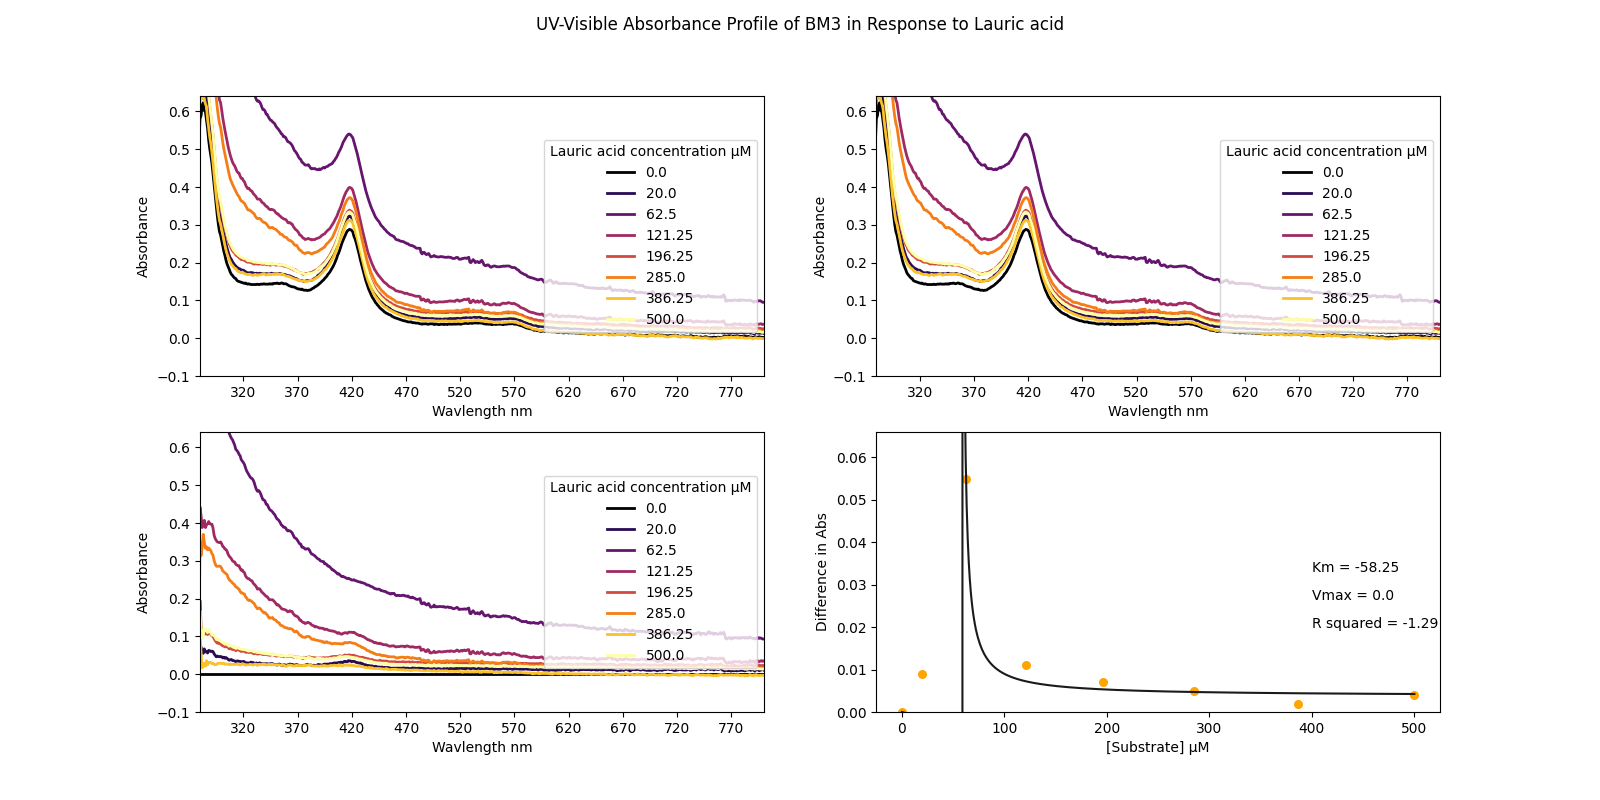 UV-Visible Absorbance Profile of BM3 in Response to Lauric acid
0.6
0.5
0.4
0.3
0.2
0.1
0.0
−0.1
Absorbance
320 370 420 470 520 570 620 670 720 770
Wavlength nm
Lauric acid concentration µM
0.0
20.0
62.5
121.25
196.25
285.0
386.25
500.0
0.6
0.5
0.4
0.3
0.2
0.1
0.0
−0.1
Absorbance
320 370 420 470 520 570 620 670 720 770
Wavlength nm
Lauric acid concentration µM
0.0
20.0
62.5
121.25
196.25
285.0
386.25
500.0
0.6
0.5
0.4
0.3
0.2
0.1
0.0
−0.1
Absorbance
320 370 420 470 520 570 620 670 720 770
Wavlength nm
Lauric acid concentration µM
0.0
20.0
62.5
121.25
196.25
285.0
386.25
500.0
0.06
0.05
0.04
0.03
0.02
0.01
0.00
Difference in Abs
0 100 200 300 400 500
[Substrate] µM
Km = -58.25
Vmax = 0.0
R squared = -1.29